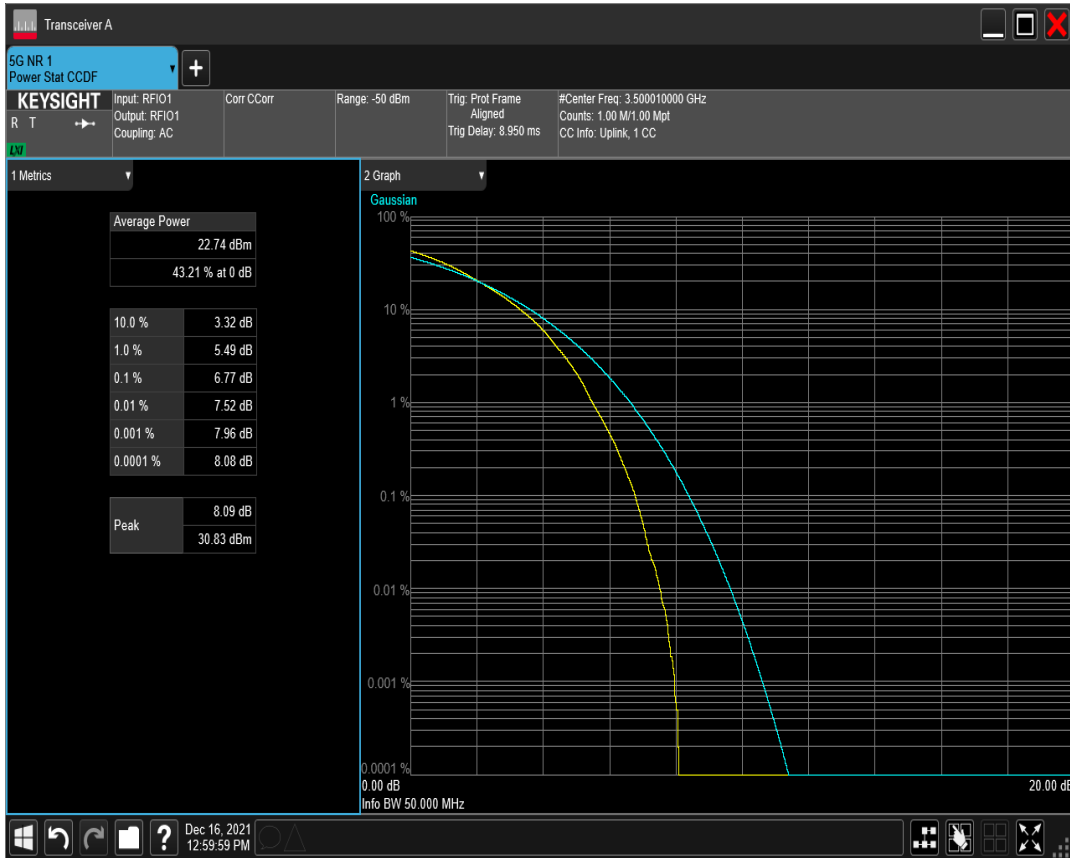 Transceiver A
5G NR 1
Power Stat CCDF
+
KEYSIGHT
R T
LXI
Input: RFIO1
Output: RFIO1
Coupling: AC
Corr CCorr
Range: -50 dBm
Trig: Prot Frame
Aligned
Trig Delay: 8.950 ms
#Center Freq: 3.500010000 GHz
Counts: 1.00 M/1.00 Mpt
CC Info: Uplink, 1 CC
1 Metrics
Average Power
22.74 dBm
43.21 % at 0 dB
10.0 % 3.32 dB
1.0 % 5.49 dB
0.1 % 6.77 dB
0.01 % 7.52 dB
0.001 % 7.96 dB
0.0001 % 8.08 dB
Peak
8.09 dB
30.83 dBm
2 Graph
Gaussian
100 %
10 %
1 %
0.1 %
0.01 %
0.001 %
0.0001 %
0.00 dB 20.00 dB
Info BW 50.000 MHz
?
Dec 16, 2021
12:59:59 PM